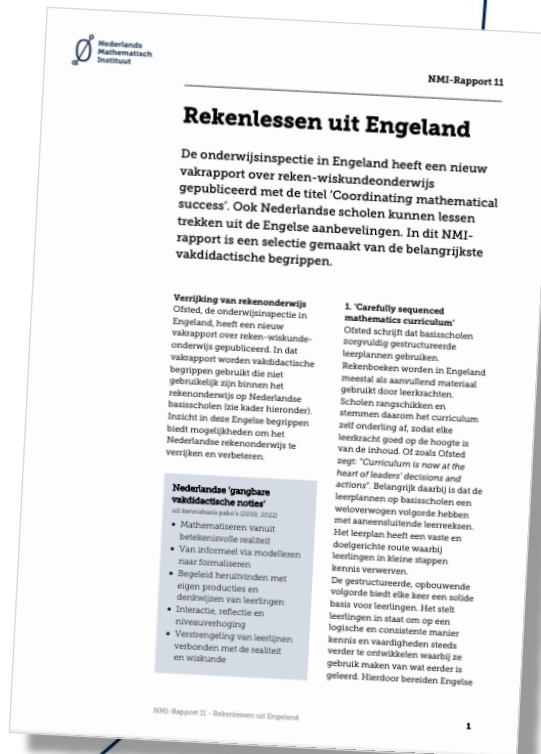 Nederlands
Mathematisch
Instituut
NMI-Rapport 11
Rekenlessen uit Engeland
De onderwijsinspectie in Engeland heeft een nieuw
vakrapport over reken-wiskundeonderwijs
gepubliceerd met de titel ‘Coordinating mathematical
success’. Ook Nederlandse scholen kunnen lessen
trekken uit de Engelse aanbevelingen. In dit NMI-
rapport is een selectie gemaakt van de belangrijkste
vakdidactische begrippen.
Verrijking van rekenonderwijs
Ofsted, de onderwijsinspectie in
Engeland, heeft een nieuw
vakrapport over reken-wiskunde-
onderwijs gepubliceerd. In dat
vakrapport worden vakdidactische
begrippen gebruikt die niet
gebruikelijk zijn binnen het
rekenonderwijs op Nederlandse
basisscholen (zie kader hieronder).
Inzicht in deze Engelse begrippen
biedt mogelijkheden om het
Nederlandse rekenonderwijs te
verrijken en verbeteren.
Nederlandse ‘gangbare
vakdidactische noties’
uit kennisbasis pabo's (2009, 2022)
• Mathematiseren vanuit
betekenisvolle realiteit
• Van informeel via modelleren
naar formaliseren
• Begeleid heruitvinden met
eigen producties en
denkwijzen van leerlingen
• Interactie, reflectie en
niveauverhoging
• Verstrengeling van leerlijnen
verbonden met de realiteit
en wiskunde
1. ‘Carefully sequenced
mathematics curriculum’
Ofsted schrijft dat basisscholen
zorgvuldig gestructureerde
leerplannen gebruiken.
Rekenboeken worden in Engeland
meestal als aanvullend materiaal
gebruikt door leerkrachten.
Scholen rangschikken en
stemmen daarom het curriculum
zelf onderling af, zodat elke
leerkracht goed op de hoogte is
van de inhoud. Of zoals Ofsted
zegt: “Curriculum is now at the
heart of leaders’ decisions and
actions”. Belangrijk daarbij is dat de
leerplannen op basisscholen een
weloverwogen volgorde hebben
met aaneensluitende leerreeksen.
Het leerplan heeft een vaste en
doelgerichte route waarbij
leerlingen in kleine stappen
kennis verwerven.
De gestructureerde, opbouwende
volgorde biedt elke keer een solide
basis voor leerlingen. Het stelt
leerlingen in staat om op een
logische en consistente manier
kennis en vaardigheden steeds
verder te ontwikkelen waarbij ze
gebruik maken van wat eerder is
geleerd. Hierdoor bereiden Engelse
NMI-Rapport 11 - Rekenlessen uit Engeland
1